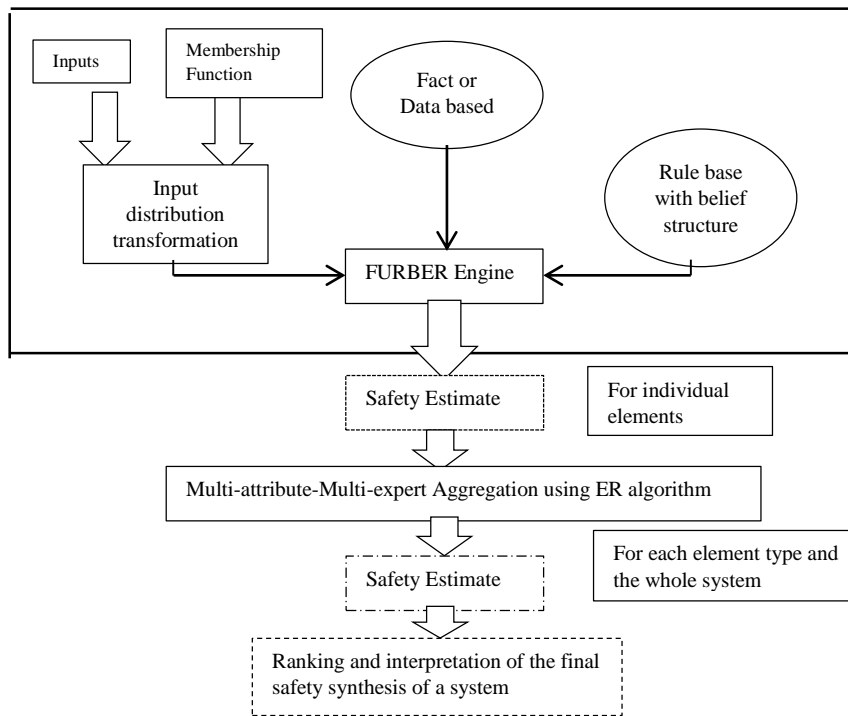 Inputs
Membership
Function
Fact or
Data based
Rule base
with belief
structure
Input
distribution
transformation
FURBER Engine
Safety Estimate
For individual
elements
Multi-attribute-Multi-expert Aggregation using ER algorithm
For each element type and
the whole system
Safety Estimate
Ranking and interpretation of the final
safety synthesis of a system